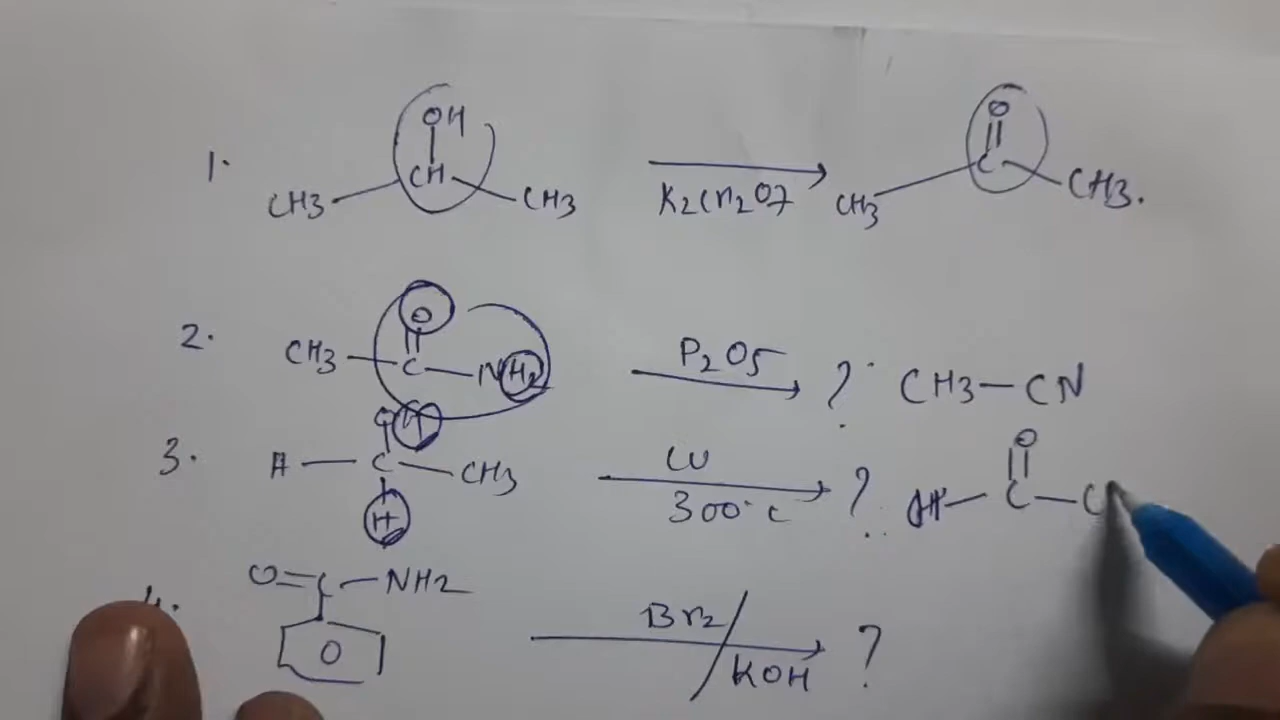 1. OH O
CH3 CH CH3 K2Cr2O7 CH3 C CH3.
2. O
CH3 C NH2 P2O5 ? CH3-CN
3. OH O
H C CH3 Cu 300°C ? H C C
H
4. O=C-NH2 Br2/KOH ?
O